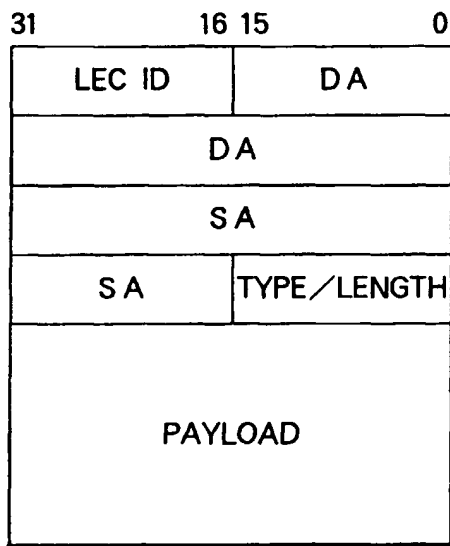 31 16 15 0
LEC ID DA
DA
SA
SA TYPE/LENGTH
PAYLOAD